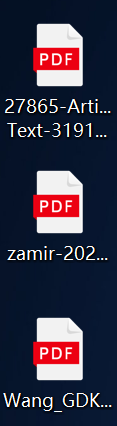 PDF
27865-Arti...
Text-3191...
PDF
zamir-202...
PDF
Wang_GDK...